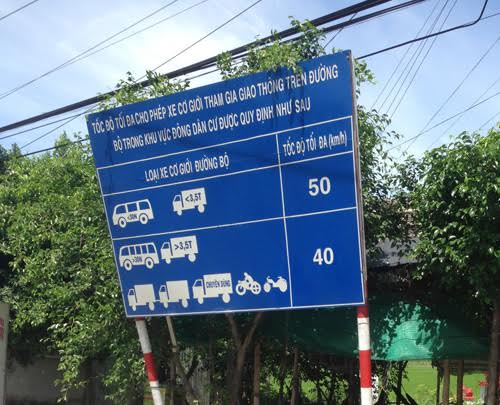 TỐC ĐỘ TỐI ĐA CHO PHÉP XE CƠ GIỚI THAM GIA GIAO THÔNG TRÊN ĐƯỜNG
BỘ TRONG KHU VỰC ĐÔNG DÂN CƯ ĐƯỢC QUY ĐỊNH NHƯ SAU
LOẠI XE CƠ GIỚI ĐƯỜNG BỘ
TỐC ĐỘ TỐI ĐA (km/h)
<30N
<3,5T
50
>30N
>3,5T
CHUYÊN DÙNG
40